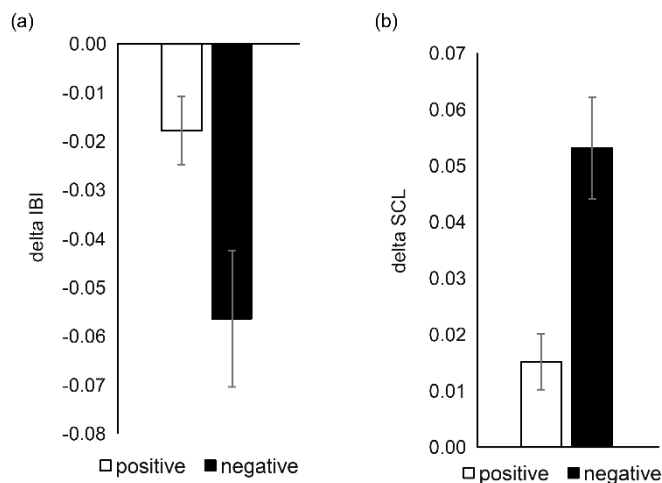 (a)
0.00
-0.01
-0.02
-0.03
-0.04
-0.05
-0.06
-0.07
-0.08
delta IBI
positive negative
(b)
0.07
0.06
0.05
0.04
0.03
0.02
0.01
0.00
delta SCL
positive negative